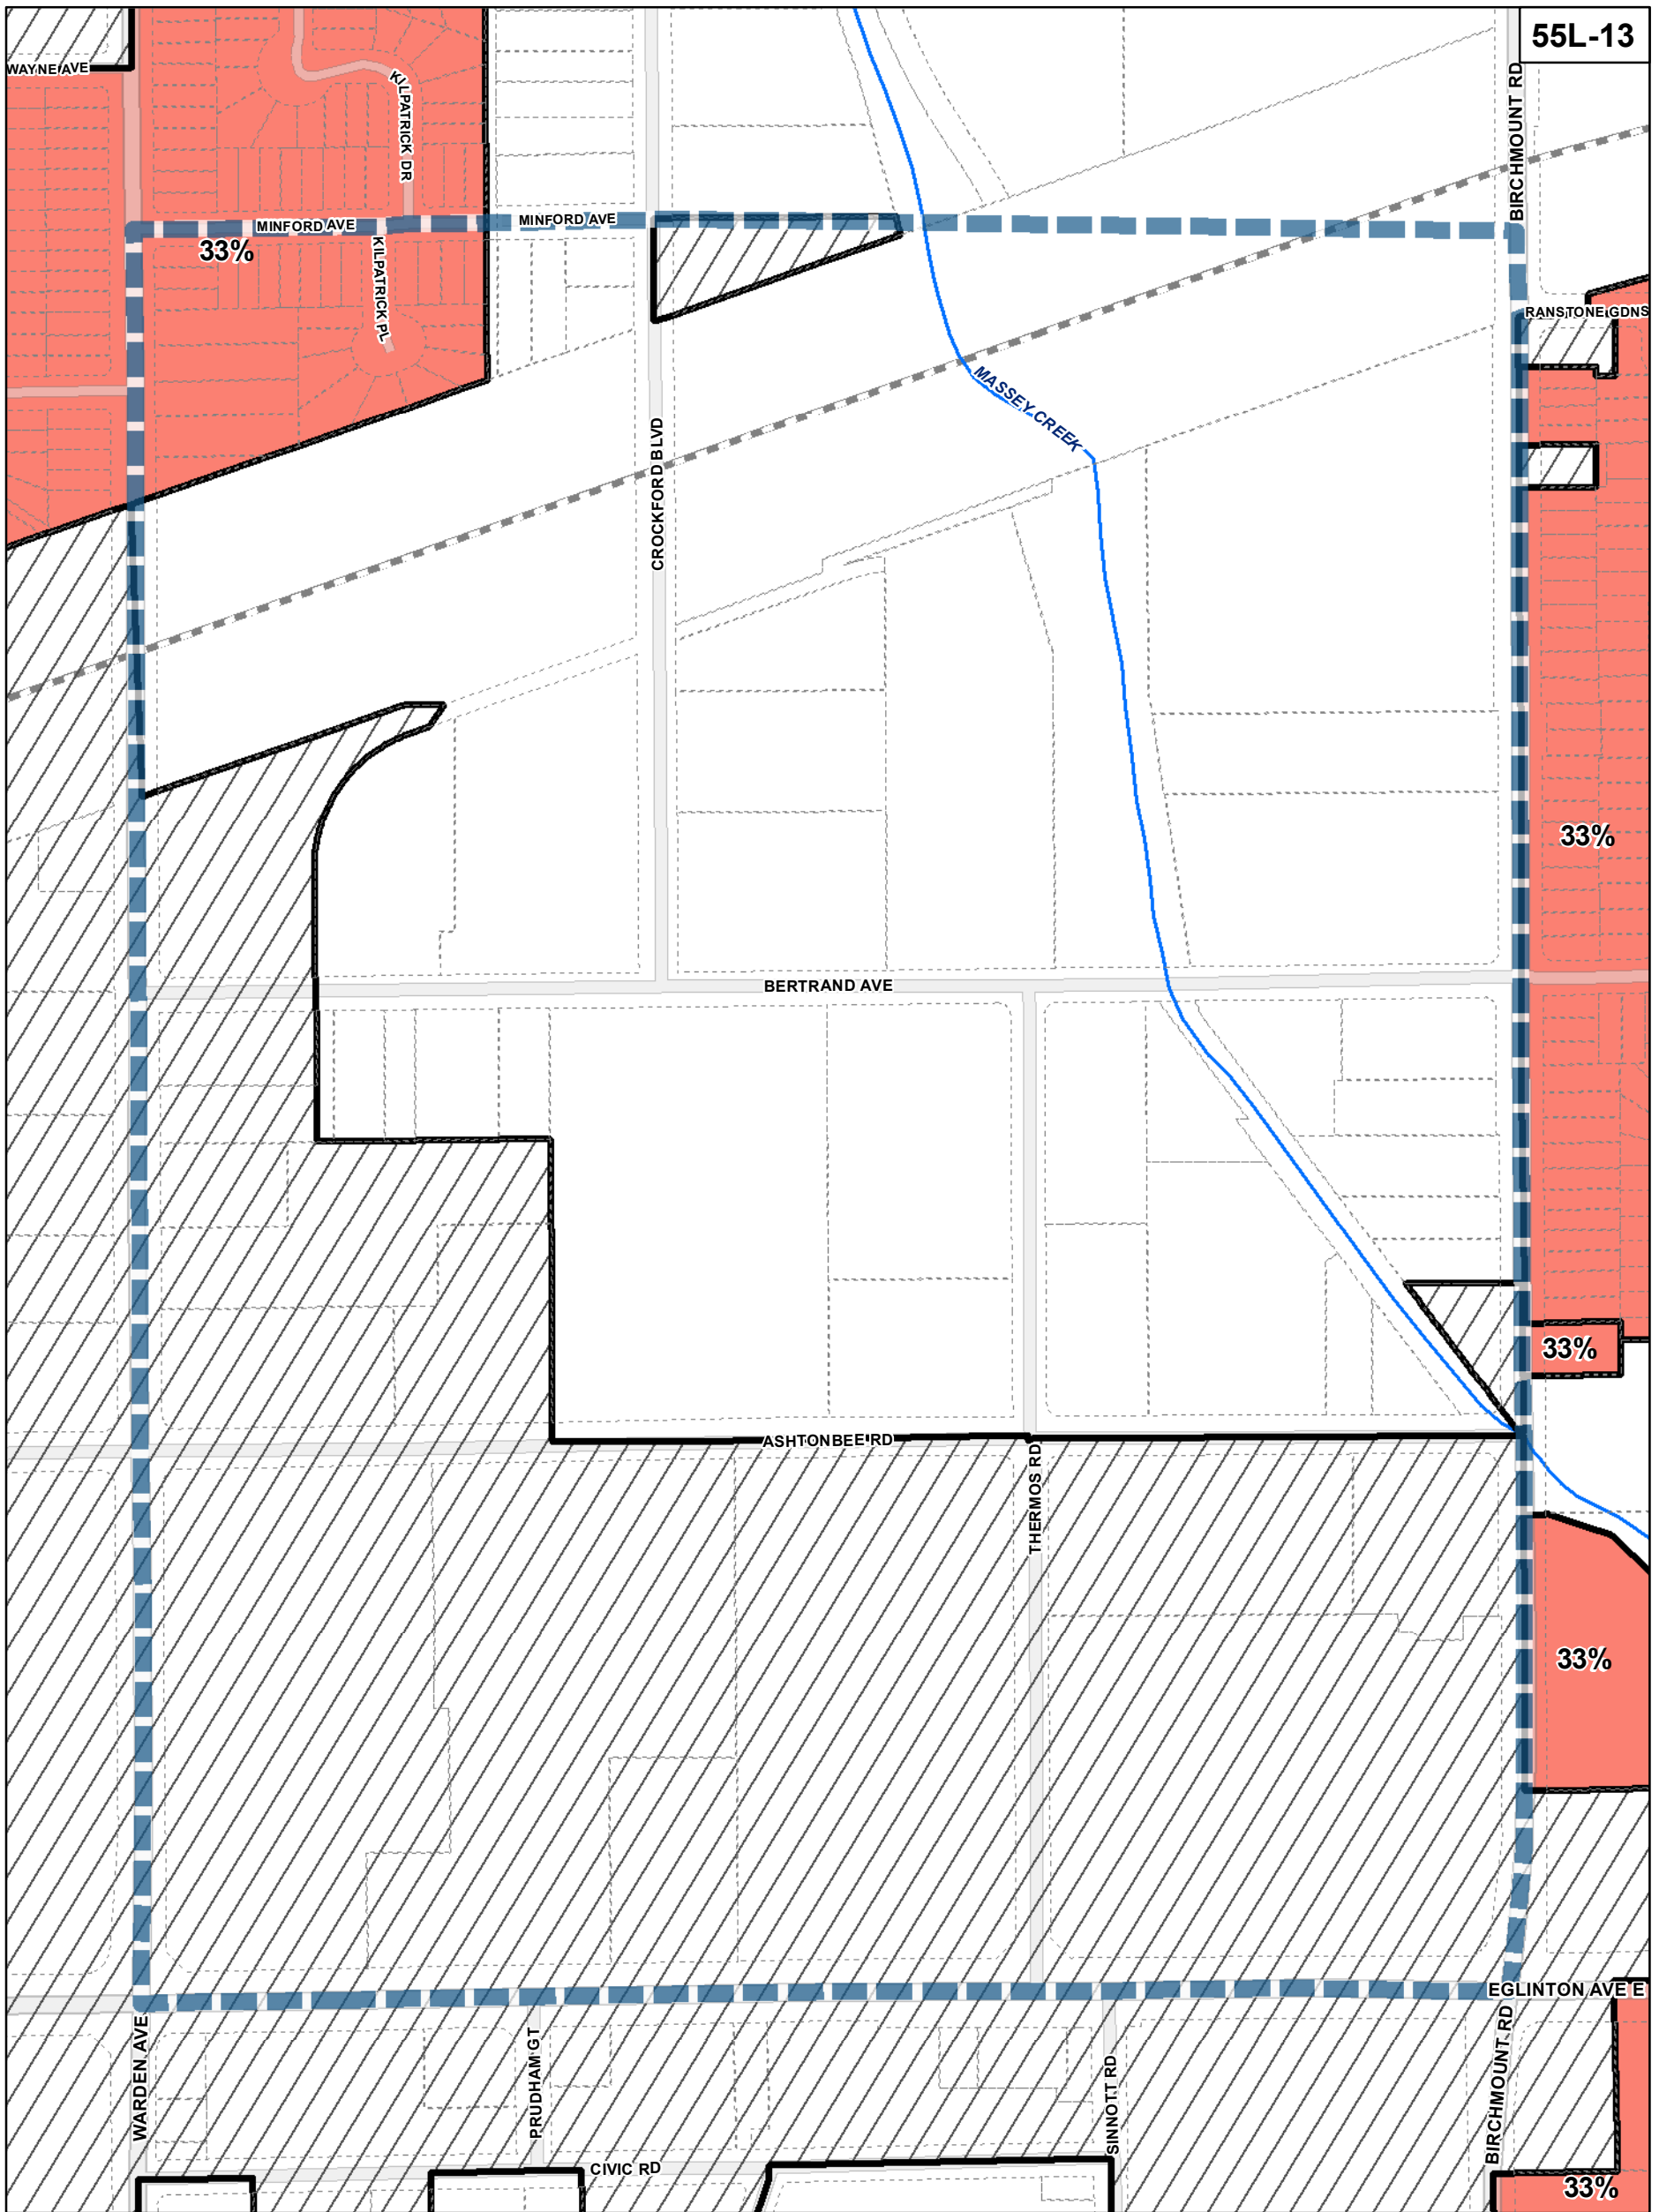 55L-13
WAYNE AVE
KILPATRICK DR
BIRCHMOUNT RD
MINFORD AVE
MINFORD AVE
33%
KILPATRICK PL
RANSTONE GDNS
MASSEY CREEK
CROCKFORD BLVD
33%
BERTRAND AVE
33%
ASHTONBEE RD
THERMOS RD
33%
EGLINTON AVE E
WARDEN AVE
PRUDHAM GT
SINNOTT RD
BIRCHMOUNT RD
CIVIC RD
33%